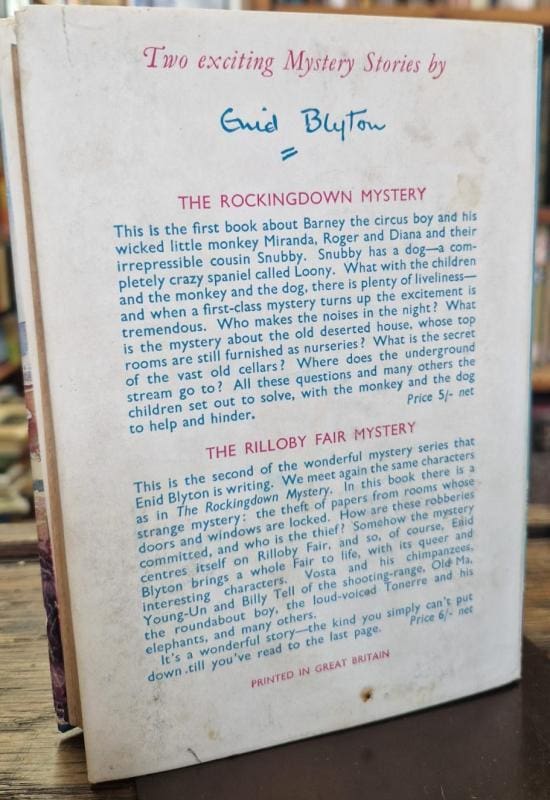 Two exciting Mystery Stories by
Enid Blyton
THE ROCKINGDOWN MYSTERY
This is the first book about Barney the circus boy and his
wicked little monkey Miranda, Roger and Diana and their
irrepressible cousin Snubby. Snubby has a dog—a com-
pletely crazy spaniel called Loony. What with the children
and the monkey and the dog, there is plenty of liveliness—
and when a first-class mystery turns up the excitement is
tremendous. Who makes the noises in the night? What
is the mystery about the old deserted house, whose top
rooms are still furnished as nurseries? What is the secret
of the vast old cellars? Where does the underground
stream go to? All these questions and many others the
children set out to solve, with the monkey and the dog
to help and hinder.
Price 5/- net
THE RILLOBY FAIR MYSTERY
This is the second of the wonderful mystery series that
Enid Blyton is writing. We meet again the same characters
as in The Rockingdown Mystery. In this book there is a
strange mystery: the theft of papers from rooms whose
doors and windows are locked. How are these robberies
committed, and who is the thief? Somehow the mystery
centres itself on Rilloby Fair, and so, of course, Enid
Blyton brings a whole Fair to life, with its queer and
interesting characters. Vosta and his chimpanzees,
Young-Un and Billy Tell of the shooting-range, Old Ma,
the roundabout boy, the loud-voiced Tonerre and his
elephants, and many others.
It's a wonderful story—the kind you simply can't put
down till you've read to the last page.
Price 6/- net
PRINTED IN GREAT BRITAIN